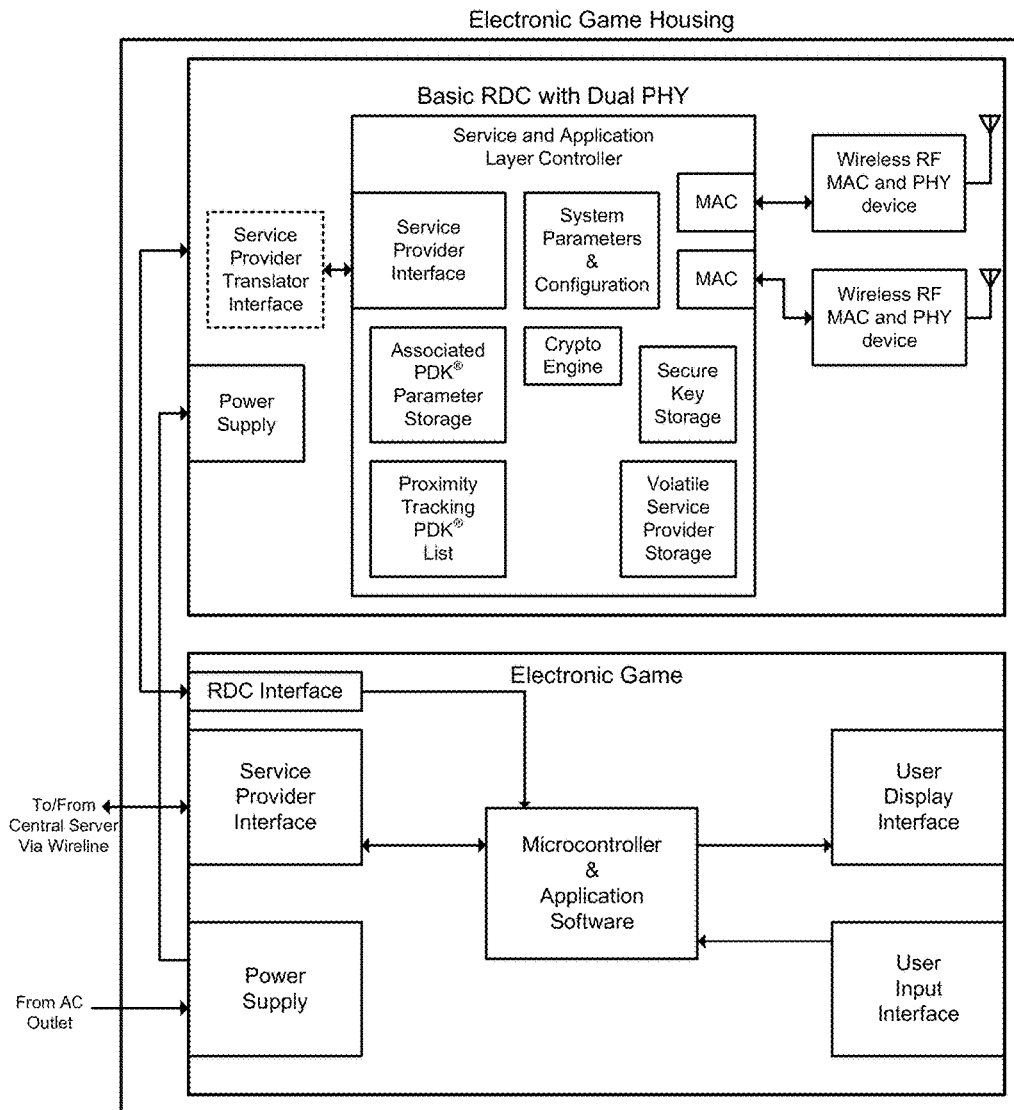 Electronic Game Housing
Basic RDC with Dual PHY
Service and Application
Layer Controller
Service
Provider
Translator
Interface
Service
Provider
Interface
System
Parameters
&
Configuration
MAC
MAC
Wireless RF
MAC and PHY
device
Wireless RF
MAC and PHY
device
Power
Supply
Associated
PDK®
Parameter
Storage
Crypto
Engine
Secure
Key
Storage
Proximity
Tracking
PDK®
List
Volatile
Service
Provider
Storage
Electronic Game
RDC Interface
Service
Provider
Interface
To/From
Central Server
Via Wireline
Microcontroller
&
Application
Software
User
Display
Interface
Power
Supply
From AC
Outlet
User
Input
Interface